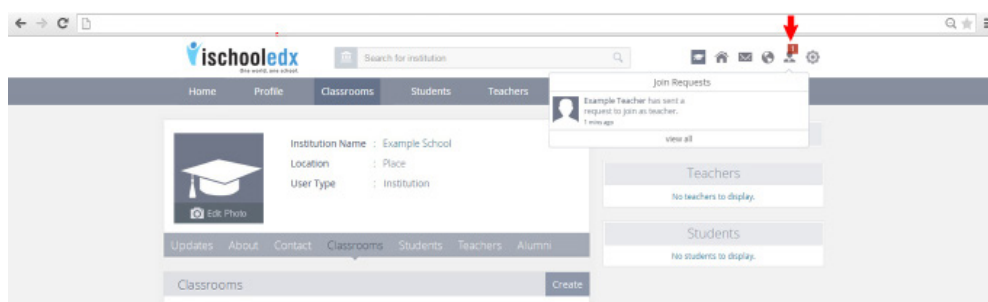 ischooledx
One world, one school.
Search for institution
1
Home Profile Classrooms Students Teachers
Join Requests
Example Teacher has sent a
request to join as teacher.
1 mins ago
view all
Institution Name : Example School
Location : Place
User Type : Institution
Edit Photo
Updates About Contact Classrooms Students Teachers Alumni
Classrooms
Create
Teachers
No teachers to display.
Students
No students to display.